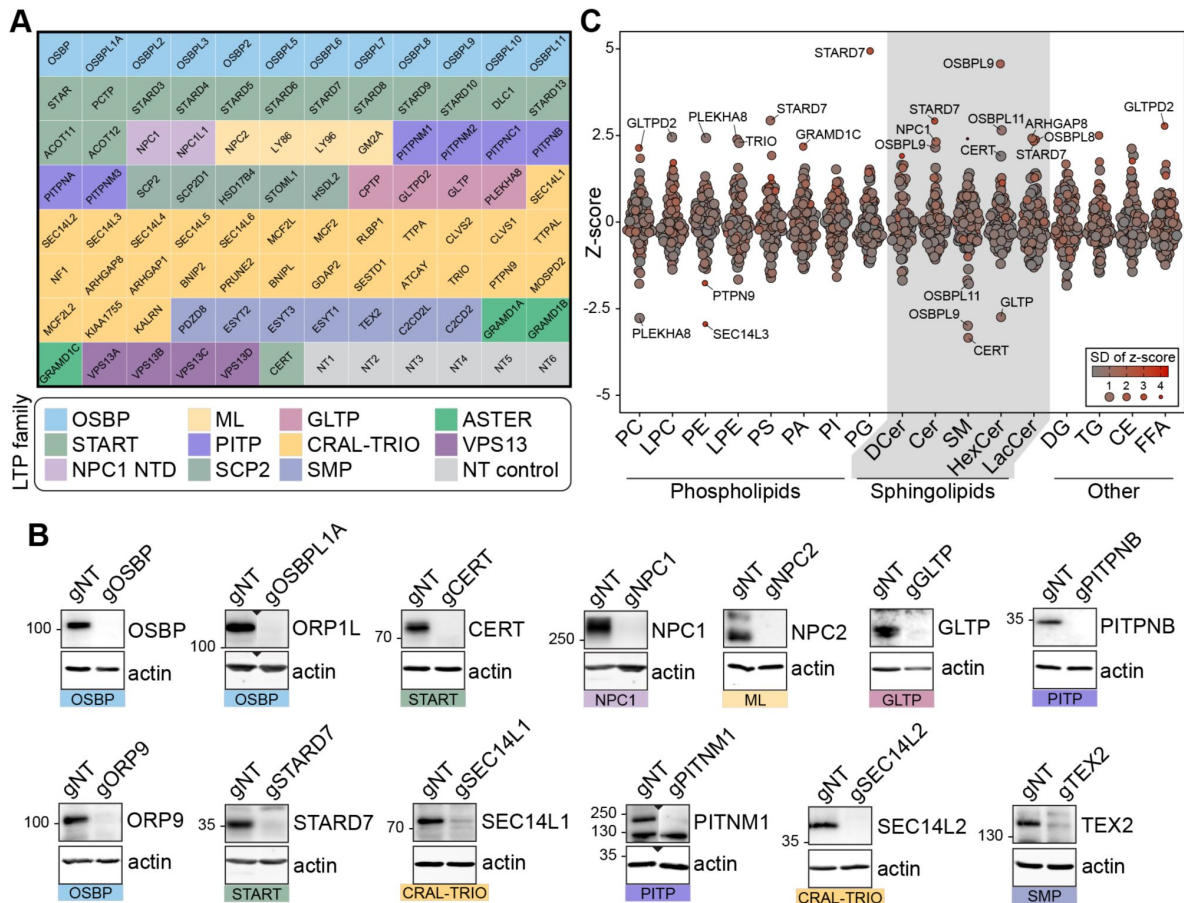 A
OSBP OSBPL1A OSBPL2 OSBPL3 OSBP2 OSBPL5 OSBPL6 OSBPL7 OSBPL8 OSBPL9 OSBPL10 OSBPL11
STAR PCTP STARD3 STARD4 STARD5 STARD6 STARD7 STARD8 STARD9 STARD10 DLC1 STARD13
ACOT11 ACOT12 NPC1 NPC1L1 NPC2 LY86 LY96 GM2A PITPNM1 PITPNM2 PITPNC1 PITPNB
PITPNA PITPNM3 SCP2 SCP2D1 HSD17B4 STOML1 HSDL2 CPTP GLTPD2 GLTP PLEKHA8 SEC14L1
SEC14L2 SEC14L3 SEC14L4 SEC14L5 SEC14L6 MCF2L MCF2 RLBP1 TTPA CLVS2 CLVS1 TTPAL
NF1 ARHGAP8 ARHGAP1 BNIP2 PRUNE2 BNIPL GDAP2 SESTD1 ATCAY TRIO PTPN9 MOSPD2
MCF2L2 KIAA1755 KALRN PDZD8 ESYT2 ESYT3 ESYT1 TEX2 C2CD2L C2CD2 GRAMD1A GRAMD1B
GRAMD1C VPS13A VPS13B VPS13C VPS13D CERT NT1 NT2 NT3 NT4 NT5 NT6
LTP family
OSBP ML GLTP ASTER
START PITP CRAL-TRIO VPS13
NPC1 NTD SCP2 SMP NT control
C
Z-score
5
2.5
0
-2.5
-5
STARD7
OSBPL9
GLTPD2
PLEKHA8
TRIO
STARD7
GRAMD1C
NPC1
OSBPL9
STARD7
OSBPL11
CERT
ARHGAP8
OSBPL8
STARD7
GLTPD2
PLEKHA8
PTPN9
SEC14L3
OSBPL11
OSBPL9
CERT
GLTP
SD of z-score
1 2 3 4
PC LPC PE LPE PS PA PI PG DCer Cer SM HexCer LacCer DG TG CE FFA
Phospholipids Sphingolipids Other
B
gNT gOSBP
100 OSBP
actin
OSBP
gNT gOSBPL1A
ORP1L
100
actin
OSBP
gNT gCERT
70 CERT
actin
START
gNT gNPC1
250 NPC1
actin
NPC1
gNT gNPC2
NPC2
actin
ML
gNT gGLTP
GLTP
actin
GLTP
gNT gPITPNB
35 PITPNB
actin
PITP
gNT gORP9
100 ORP9
actin
OSBP
gNT gSTARD7
35 STARD7
actin
START
gNT gSEC14L1
70 SEC14L1
actin
CRAL-TRIO
gNT gPITNM1
250
130 PITNM1
35
actin
PITP
gNT gSEC14L2
SEC14L2
35
actin
CRAL-TRIO
gNT gTEX2
130 TEX2
actin
SMP